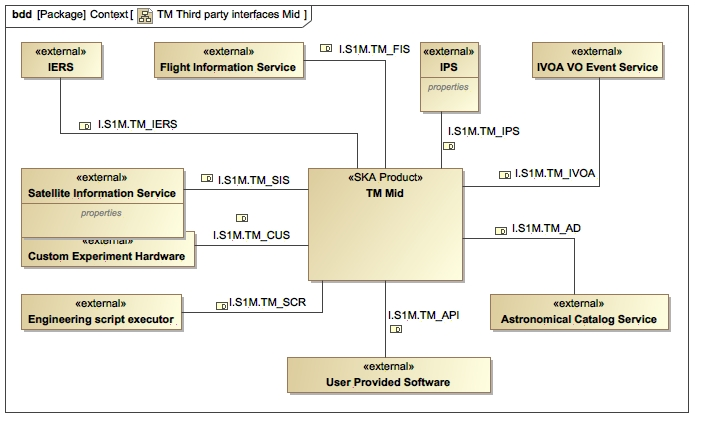 bdd [Package] Context [ TM Third party interfaces Mid ]
«external»
IERS
«external»
Flight Information Service
I.S1M.TM_FIS
«external»
IPS
properties
«external»
IVOA VO Event Service
I.S1M.TM_IERS
I.S1M.TM_IPS
«external»
Satellite Information Service
properties
I.S1M.TM_SIS
«SKA Product»
TM Mid
I.S1M.TM_IVOA
«external»
Custom Experiment Hardware
I.S1M.TM_CUS
I.S1M.TM_AD
«external»
Engineering script executor
I.S1M.TM_SCR
I.S1M.TM_API
«external»
Astronomical Catalog Service
«external»
User Provided Software